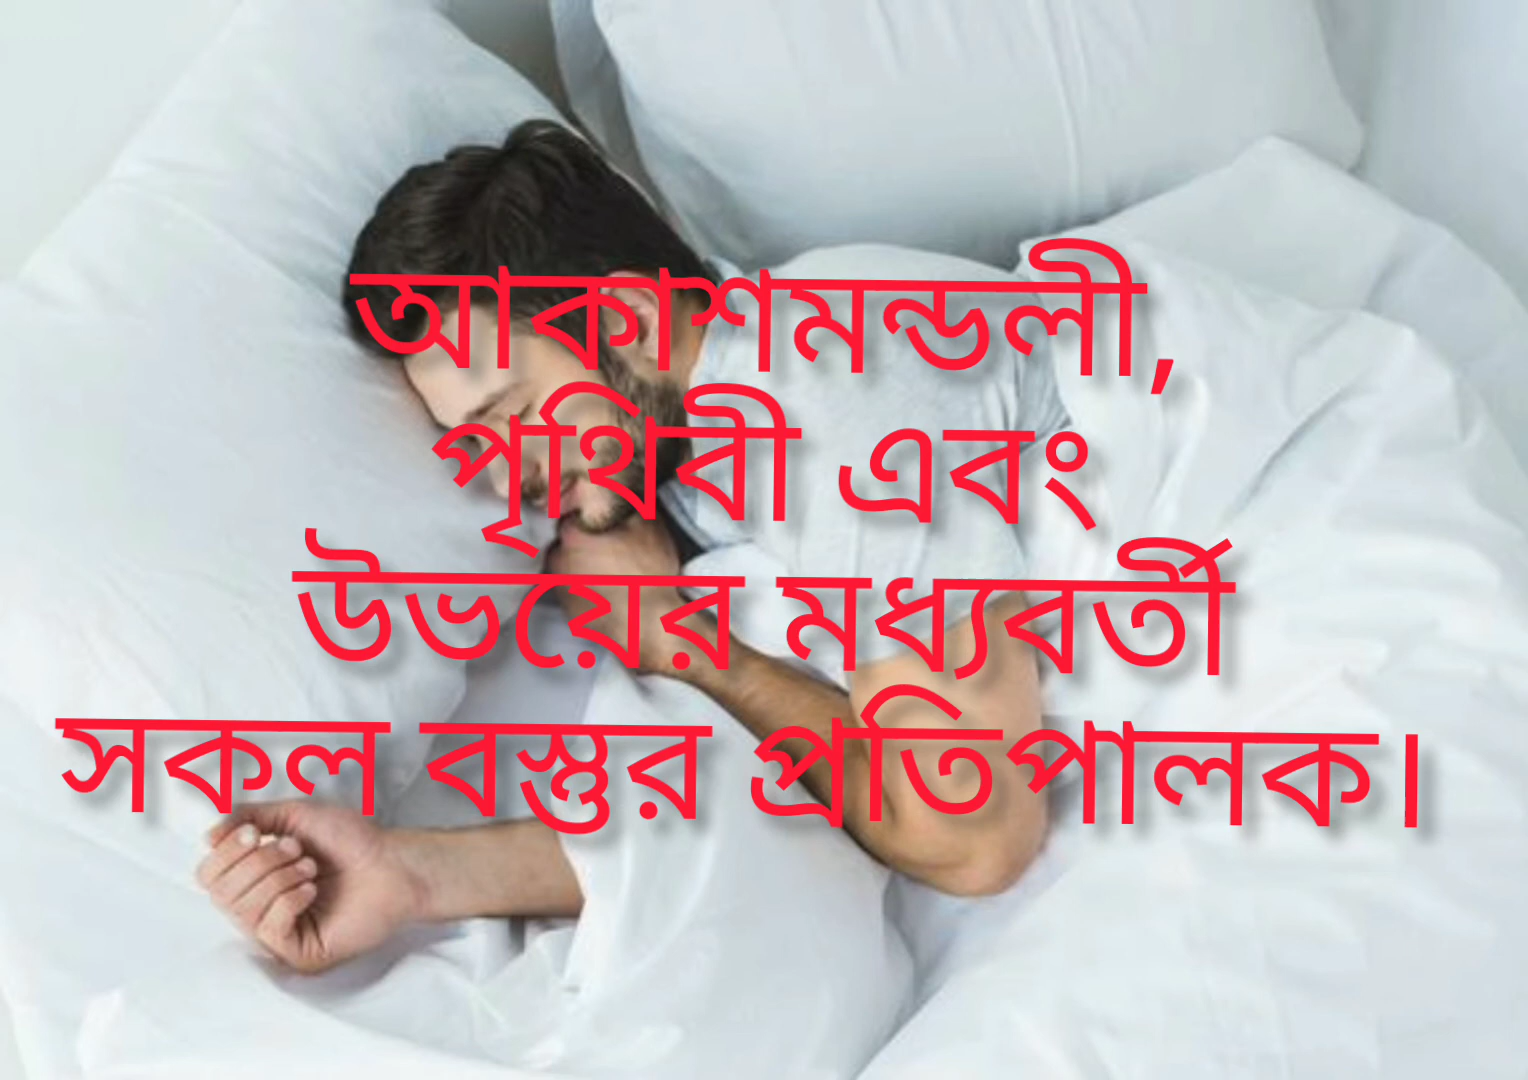 আকাশমন্ডলী,
পৃথিবী এবং
উভয়ের মধ্যবর্তী
সকল বস্তুর প্রতিপালক।